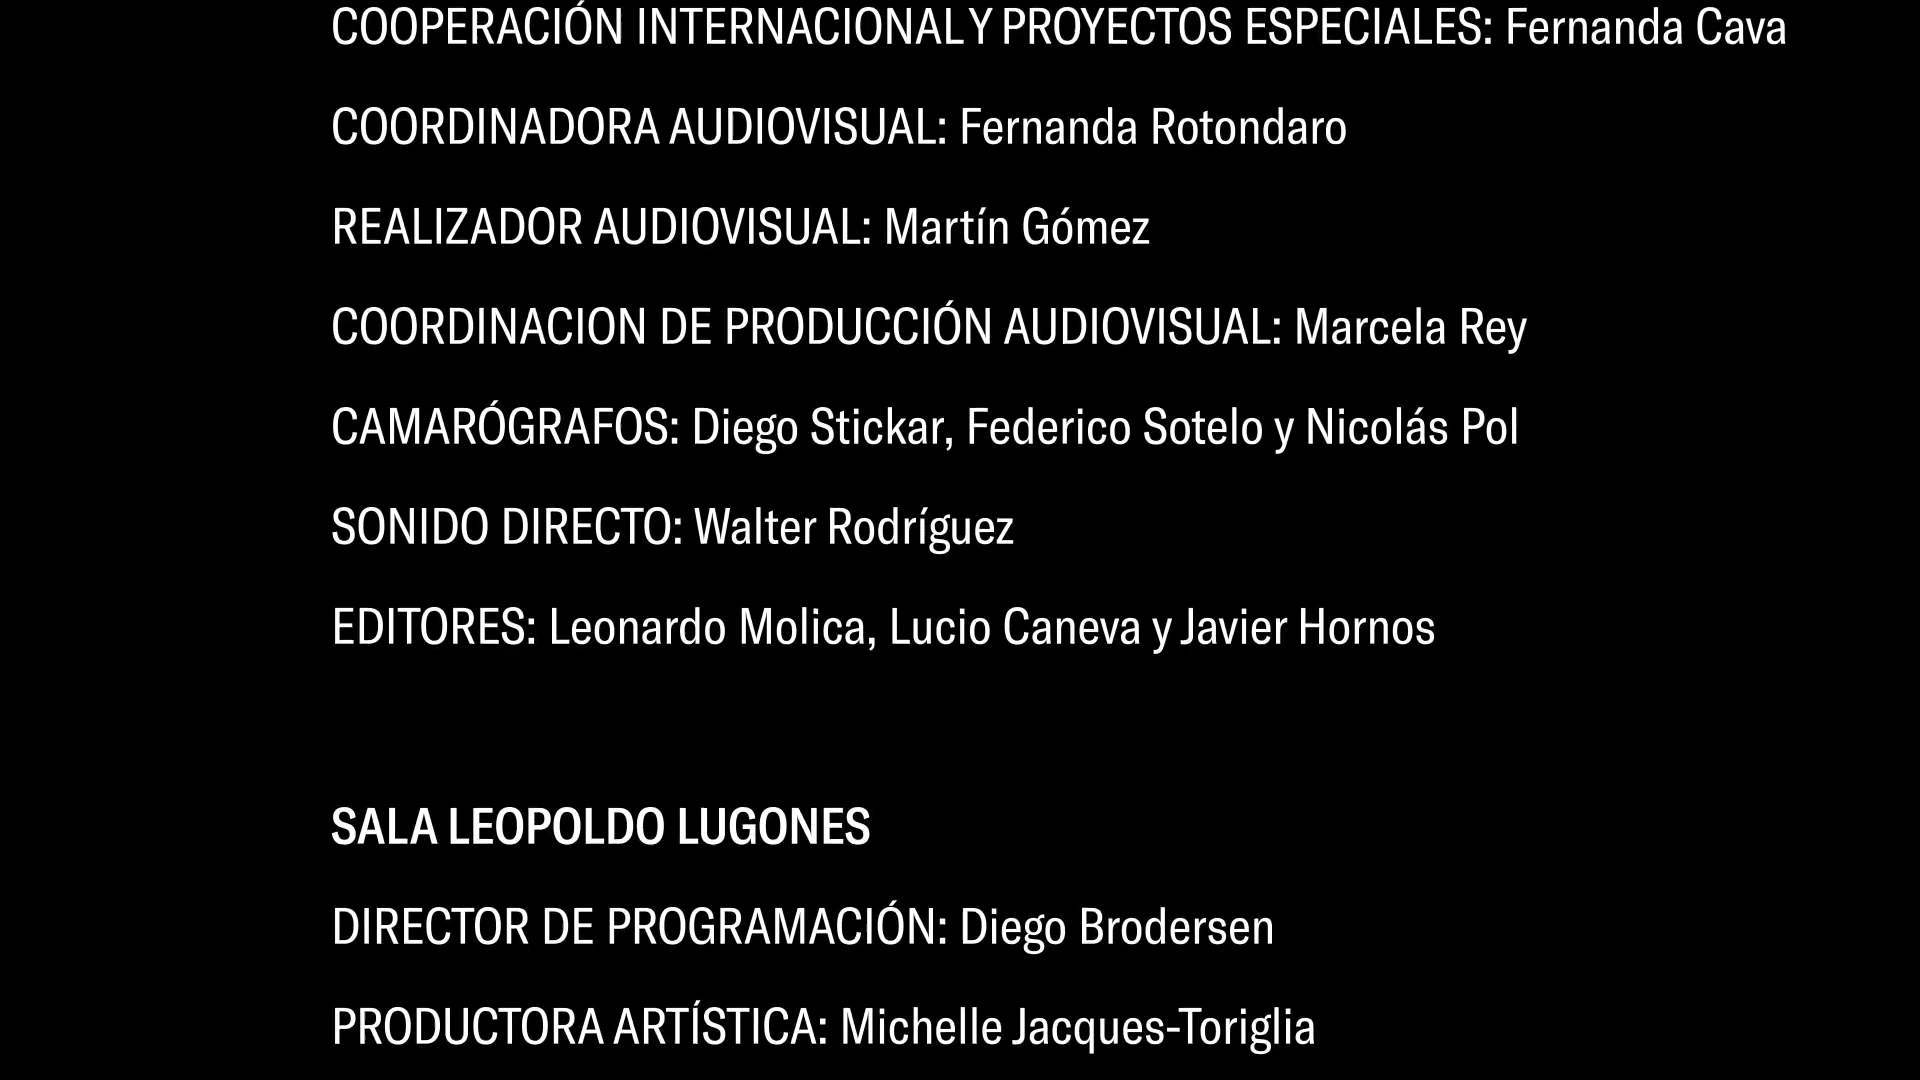 COOPERACIÓN INTERNACIONAL Y PROYECTOS ESPECIALES: Fernanda Cava
COORDINADORA AUDIOVISUAL: Fernanda Rotondaro
REALIZADOR AUDIOVISUAL: Martín Gómez
COORDINACION DE PRODUCCIÓN AUDIOVISUAL: Marcela Rey
CAMARÓGRAFOS: Diego Stickar, Federico Sotelo y Nicolás Pol
SONIDO DIRECTO: Walter Rodríguez
EDITORES: Leonardo Molica, Lucio Caneva y Javier Hornos
SALA LEOPOLDO LUGONES
DIRECTOR DE PROGRAMACIÓN: Diego Brodersen
PRODUCTORA ARTÍSTICA: Michelle Jacques-Toriglia